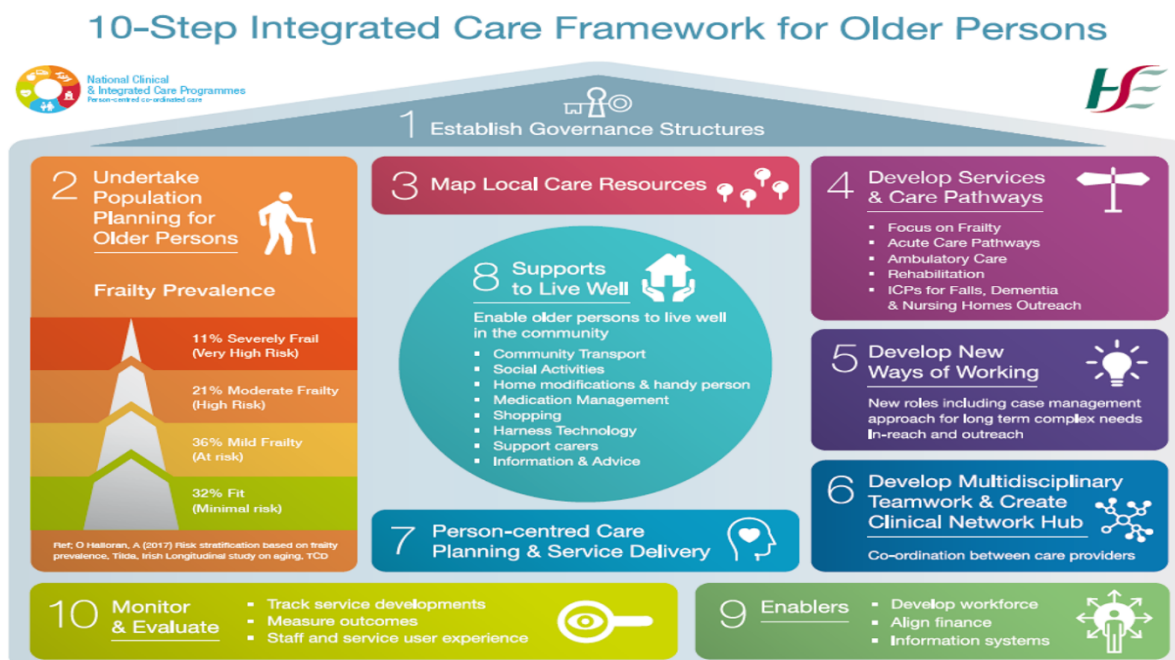 10-Step Integrated Care Framework for Older Persons
National Clinical
& Integrated Care Programmes
Person-centred co-ordinated care
HSE
1 Establish Governance Structures
2 Undertake
Population
Planning for
Older Persons
Frailty Prevalence
11% Severely Frail
(Very High Risk)
21% Moderate Frailty
(High Risk)
36% Mild Frailty
(At risk)
32% Fit
(Minimal risk)
Ref; O Halloran, A (2017) Risk stratification based on frailty
prevalence, Tilda, Irish Longitudinal study on aging, TCD
3 Map Local Care Resources
4 Develop Services
& Care Pathways
▪ Focus on Frailty
▪ Acute Care Pathways
▪ Ambulatory Care
▪ Rehabilitation
▪ ICPs for Falls, Dementia
& Nursing Homes Outreach
5 Develop New
Ways of Working
New roles including case management
approach for long term complex needs
In-reach and outreach
6 Develop Multidisciplinary
Teamwork & Create
Clinical Network Hub
Co-ordination between care providers
7 Person-centred Care
Planning & Service Delivery
8 Supports
to Live Well
Enable older persons to live well
in the community
▪ Community Transport
▪ Social Activities
▪ Home modifications & handy person
▪ Medication Management
▪ Shopping
▪ Harness Technology
▪ Support carers
▪ Information & Advice
9 Enablers
▪ Develop workforce
▪ Align finance
▪ Information systems
10 Monitor
& Evaluate
▪ Track service developments
▪ Measure outcomes
▪ Staff and service user experience